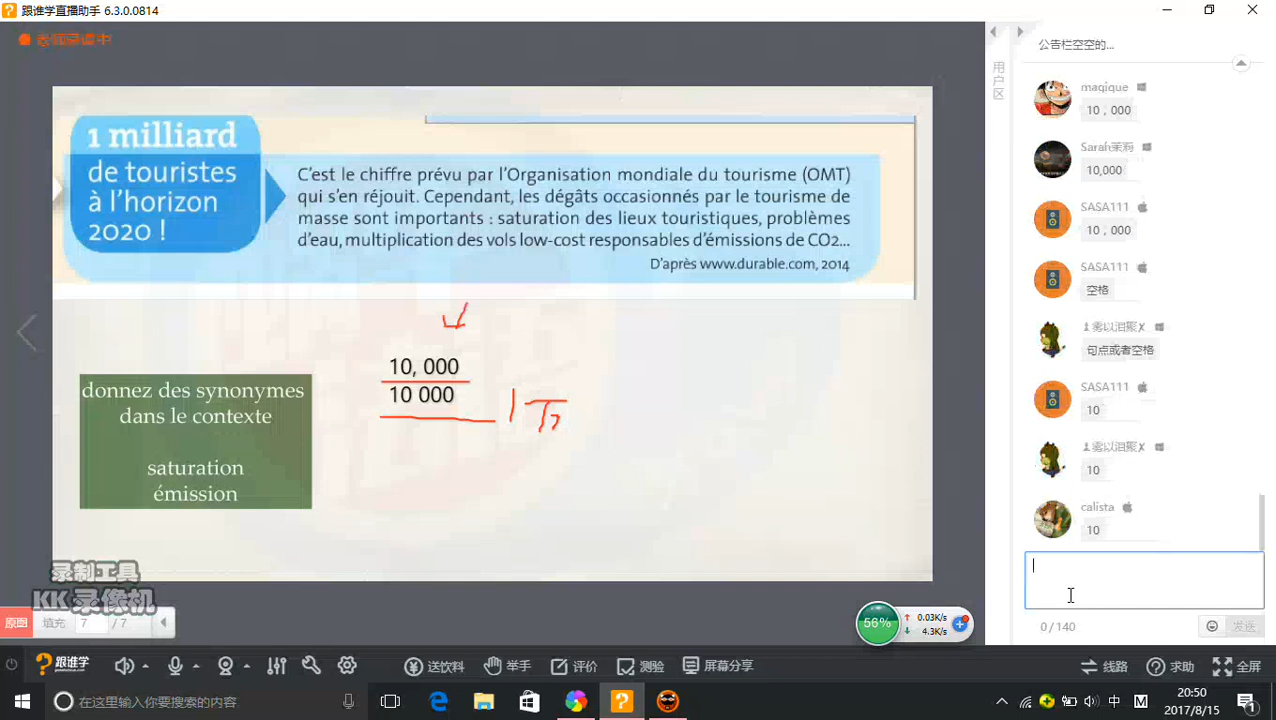 跟谁学直播助手 6.3.0.0814
1 milliard
de touristes
à l'horizon
2020 !
C'est le chiffre prévu par l'Organisation mondiale du tourisme (OMT)
qui s'en réjouit. Cependant, les dégâts occasionnés par le tourisme de
masse sont importants : saturation des lieux touristiques, problèmes
d'eau, multiplication des vols low-cost responsables d'émissions de CO2...
D'après www.durable.com, 2014
10, 000
10 000
donnez des synonymes
dans le contexte
saturation
émission
录制工具
KK录像机
原图
填充
7
/ 7
用户区
公告栏空空的...
magique
10，000
Sarah茉莉
10,000
SASA111
10，000
SASA111
空格
句点或者空格
SASA111
10
10
calista
10
0 / 140
发送
56%
0.03K/s
4.3K/s
跟谁学
送饮料
举手
评价
测验
屏幕分享
线路
求助
全屏
在这里输入你要搜索的内容
中
M
20:50
2017/8/15
1